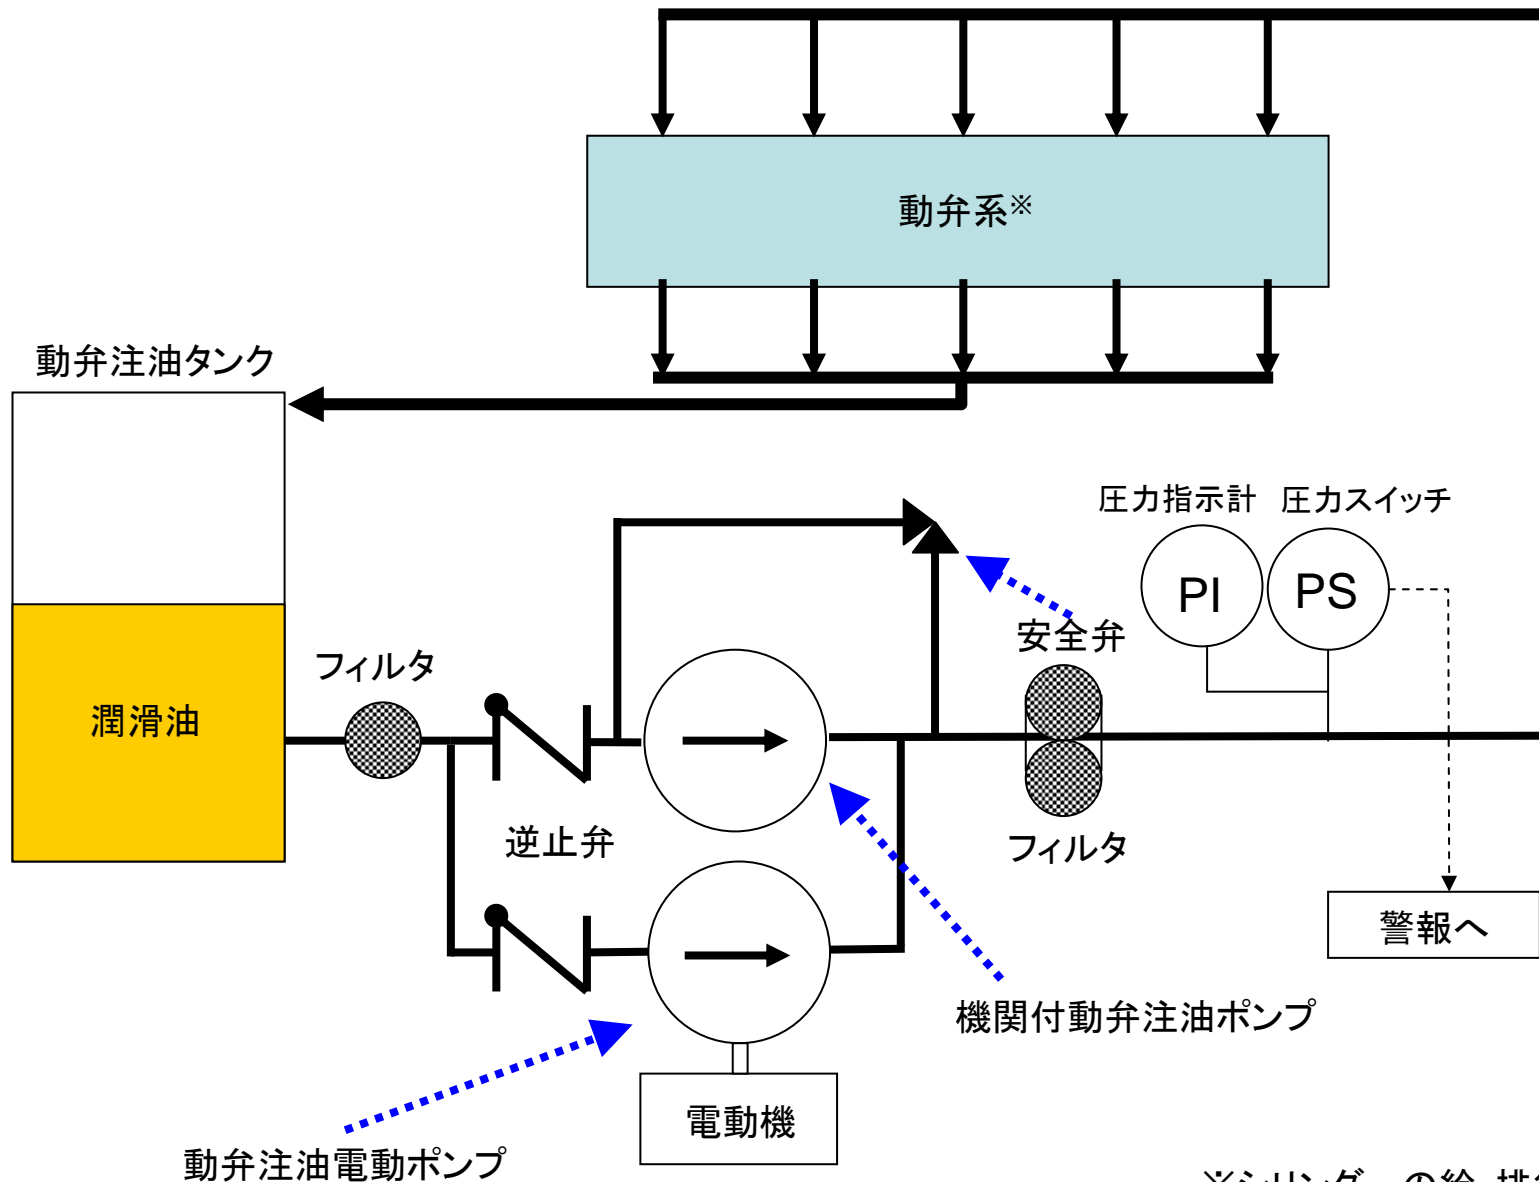 動弁系※
動弁注油タンク
圧力指示計
圧力スイッチ
PI
PS
安全弁
フィルタ
潤滑油
逆止弁
フィルタ
警報へ
機関付動弁注油ポンプ
電動機
動弁注油電動ポンプ